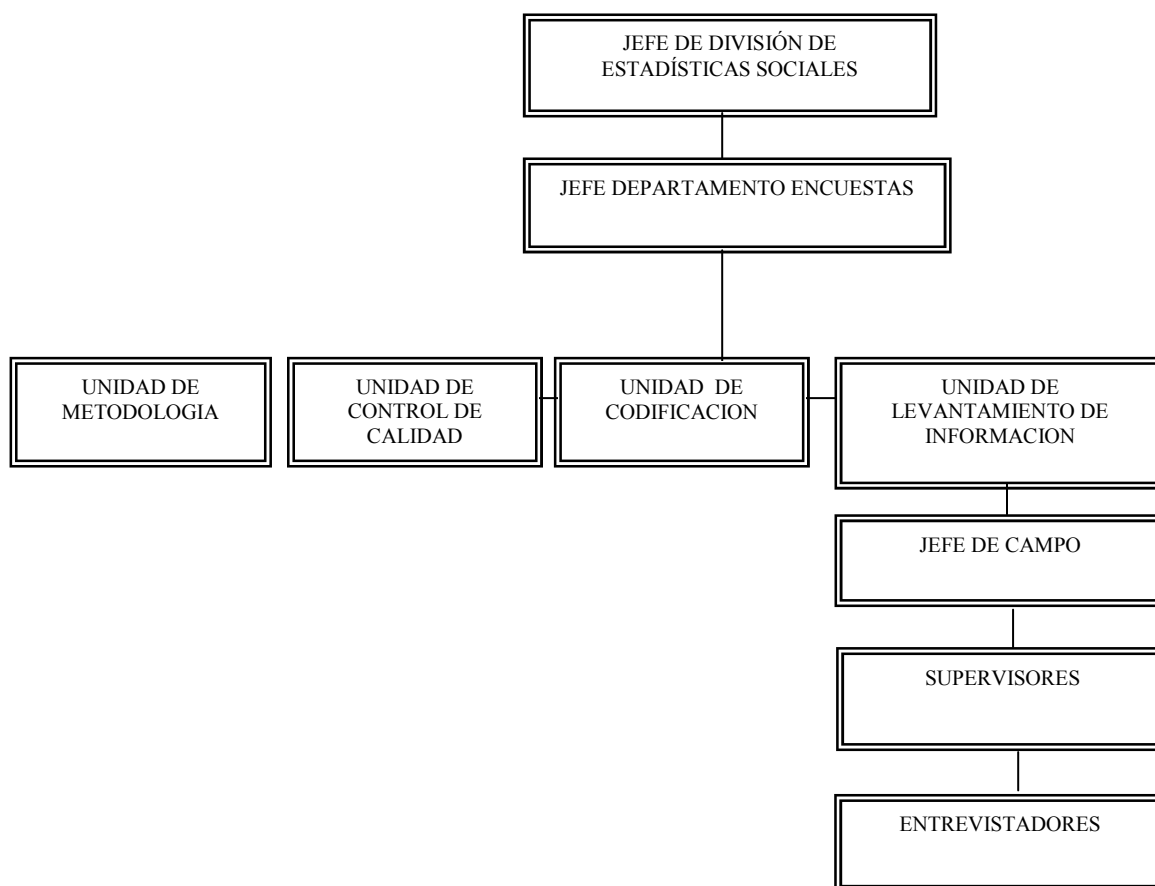 JEFE DE DIVISIÓN DE
ESTADÍSTICAS SOCIALES
JEFE DEPARTAMENTO ENCUESTAS
UNIDAD DE
METODOLOGIA
UNIDAD DE
CONTROL DE
CALIDAD
UNIDAD DE
CODIFICACION
UNIDAD DE
LEVANTAMIENTO DE
INFORMACION
JEFE DE CAMPO
SUPERVISORES
ENTREVISTADORES